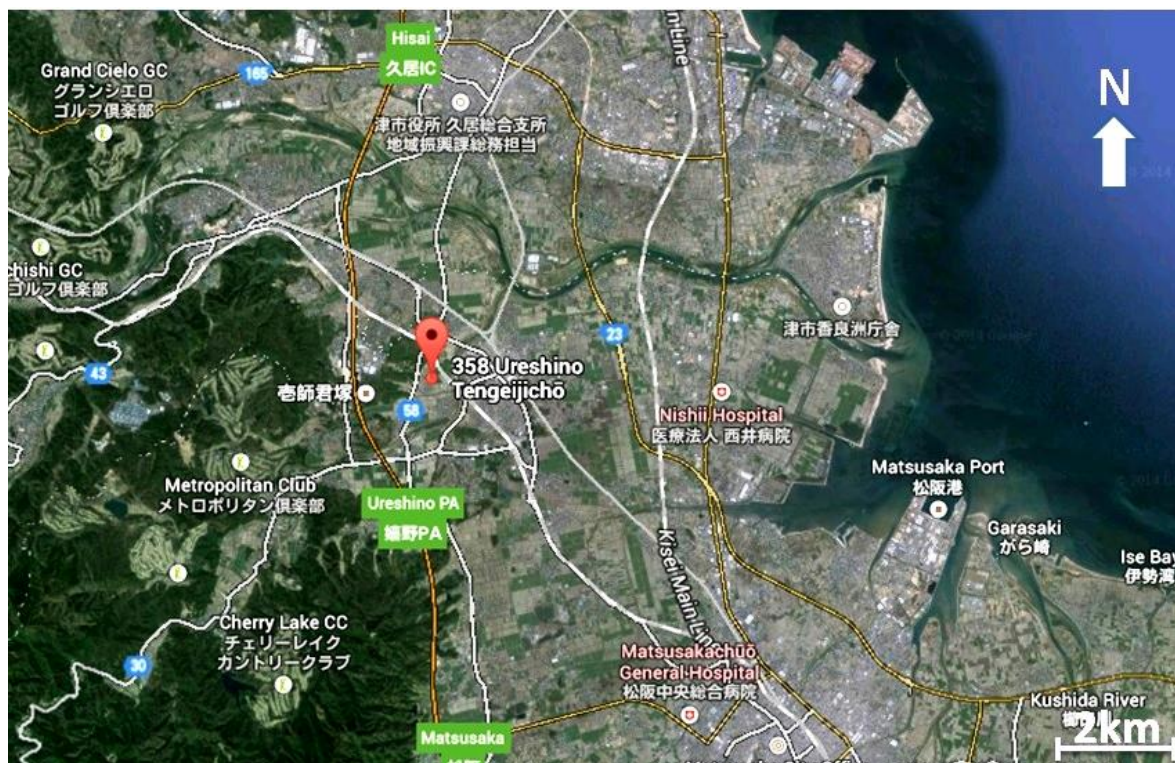 Hisai
久居IC
Main Line
165
Grand Cielo GC
グランシエロ
ゴルフ倶楽部
津市役所 久居総合支所
地域振興課総務担当
N
chishi GC
ゴルフ倶楽部
津市香良洲庁舎
23
43
358 Ureshino
Tengeijichō
壱師君塚
58
Nishii Hospital
医療法人 西井病院
Metropolitan Club
メトロポリタン倶楽部
Matsusaka Port
松阪港
Ureshino PA
嬉野PA
Garasaki
がら崎
Ise Bay
伊勢湾
Kisei Main Line
Cherry Lake CC
チェリーレイク
カントリークラブ
30
Matsusakachūō
General Hospital
松阪中央総合病院
Kushida River
Matsusaka
2km